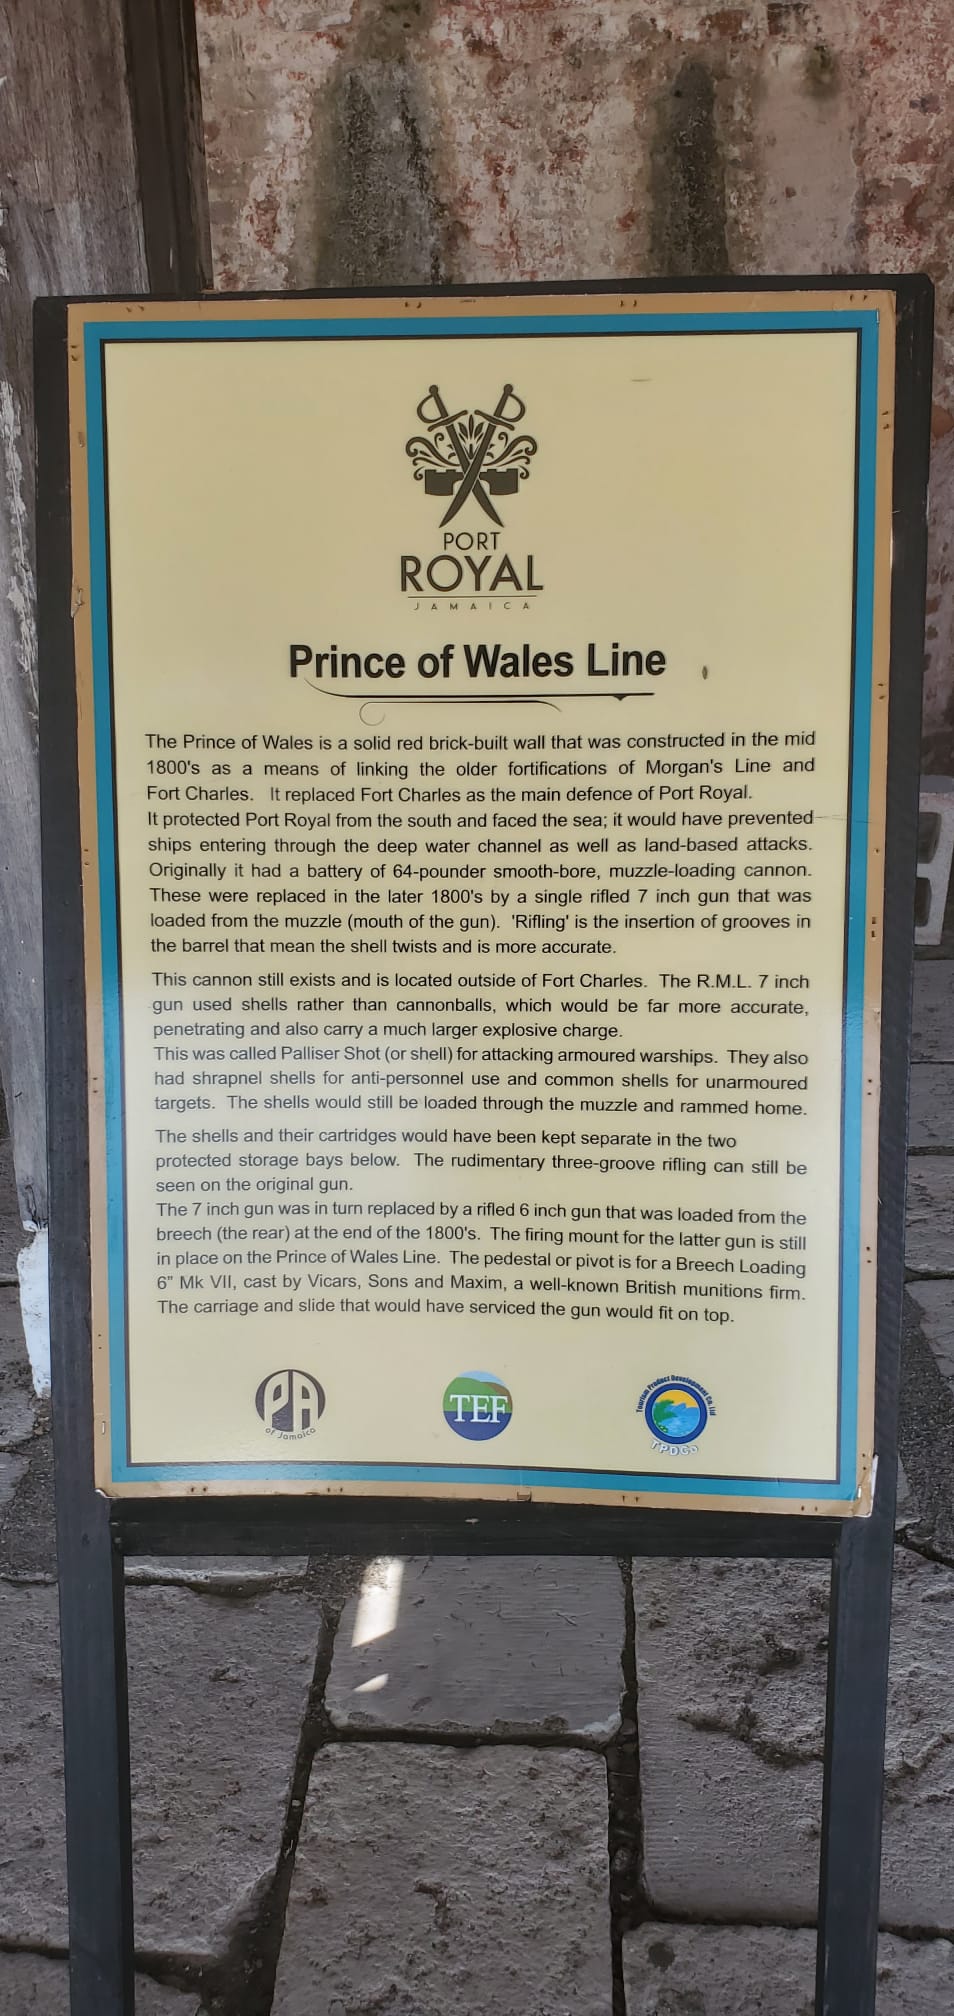 PORT
ROYAL
JAMAICA
Prince of Wales Line
The Prince of Wales is a solid red brick-built wall that was constructed in the mid
1800's as a means of linking the older fortifications of Morgan's Line and
Fort Charles. It replaced Fort Charles as the main defence of Port Royal.
It protected Port Royal from the south and faced the sea; it would have prevented
ships entering through the deep water channel as well as land-based attacks.
Originally it had a battery of 64-pounder smooth-bore, muzzle-loading cannon.
These were replaced in the later 1800's by a single rifled 7 inch gun that was
loaded from the muzzle (mouth of the gun). 'Rifling' is the insertion of grooves in
the barrel that mean the shell twists and is more accurate.
This cannon still exists and is located outside of Fort Charles. The R.M.L. 7 inch
gun used shells rather than cannonballs, which would be far more accurate,
penetrating and also carry a much larger explosive charge.
This was called Palliser Shot (or shell) for attacking armoured warships. They also
had shrapnel shells for anti-personnel use and common shells for unarmoured
targets. The shells would still be loaded through the muzzle and rammed home.
The shells and their cartridges would have been kept separate in the two
protected storage bays below. The rudimentary three-groove rifling can still be
seen on the original gun.
The 7 inch gun was in turn replaced by a rifled 6 inch gun that was loaded from the
breech (the rear) at the end of the 1800's. The firing mount for the latter gun is still
in place on the Prince of Wales Line. The pedestal or pivot is for a Breech Loading
6" Mk VII, cast by Vicars, Sons and Maxim, a well-known British munitions firm.
The carriage and slide that would have serviced the gun would fit on top.
PA
of Jamaica
TEF
Tourism Product Development Co. Ltd
TPDCo